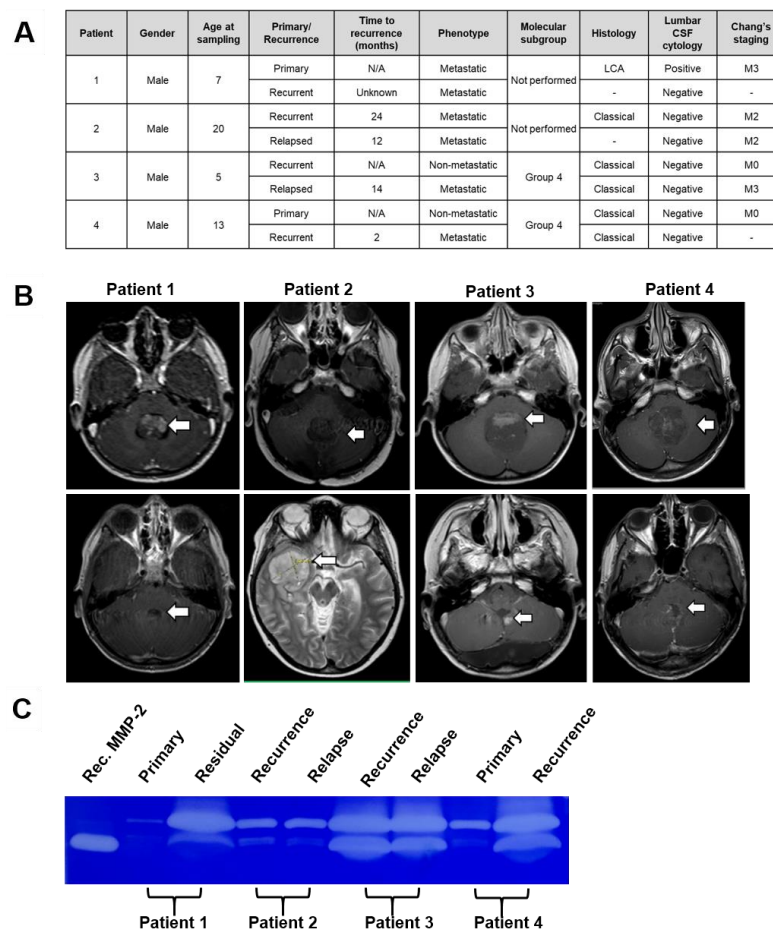 A
Patient Gender Age at sampling Primary/ Recurrence Time to recurrence (months) Phenotype Molecular subgroup Histology Lumbar CSF cytology Chang's staging
1 Male 7 Primary N/A Metastatic Not performed LCA Positive M3
Recurrent Unknown Metastatic - Negative -
2 Male 20 Recurrent 24 Metastatic Not performed Classical Negative M2
Relapsed 12 Metastatic - Negative M2
3 Male 5 Recurrent N/A Non-metastatic Group 4 Classical Negative M0
Relapsed 14 Metastatic Classical Negative M3
4 Male 13 Primary N/A Non-metastatic Group 4 Classical Negative M0
Recurrent 2 Metastatic Classical Negative -
B
Patient 1 Patient 2 Patient 3 Patient 4
C
Rec. MMP-2 Primary Residual Recurrence Relapse Recurrence Relapse Primary Recurrence
Patient 1 Patient 2 Patient 3 Patient 4